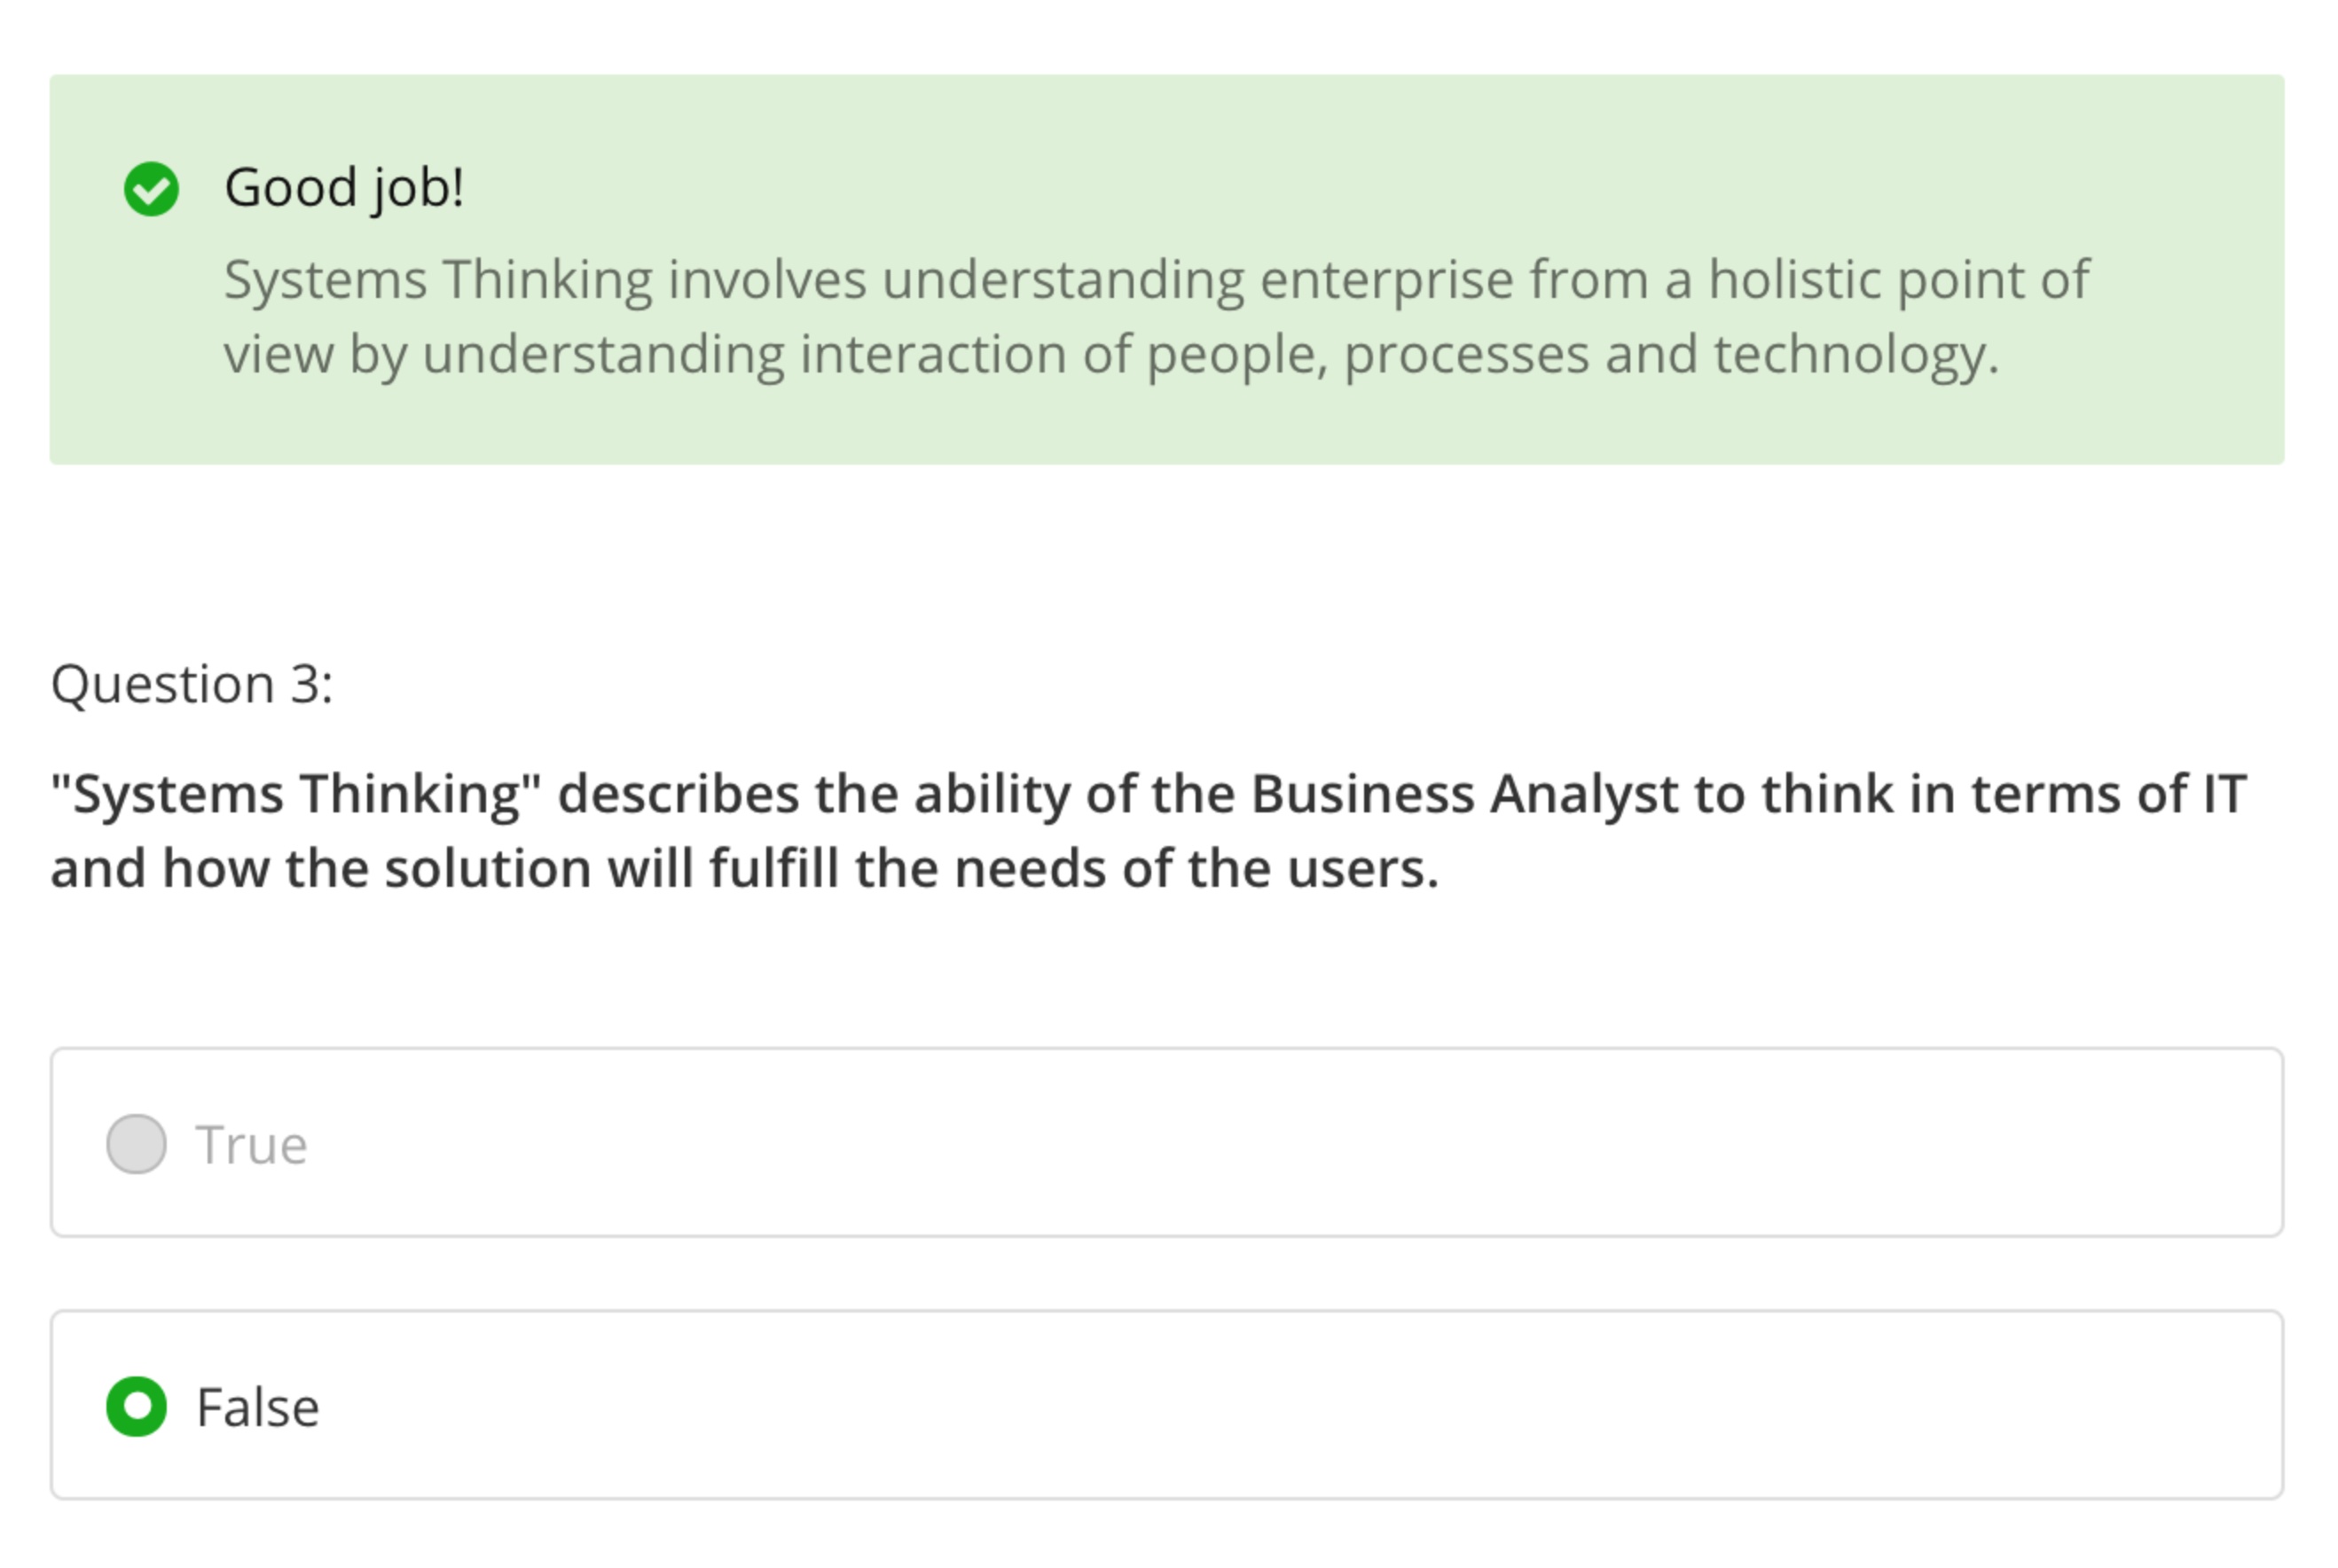 Good job!
Systems Thinking involves understanding enterprise from a holistic point of
view by understanding interaction of people, processes and technology.
Question 3:
"Systems Thinking" describes the ability of the Business Analyst to think in terms of IT
and how the solution will fulfill the needs of the users.
True
False